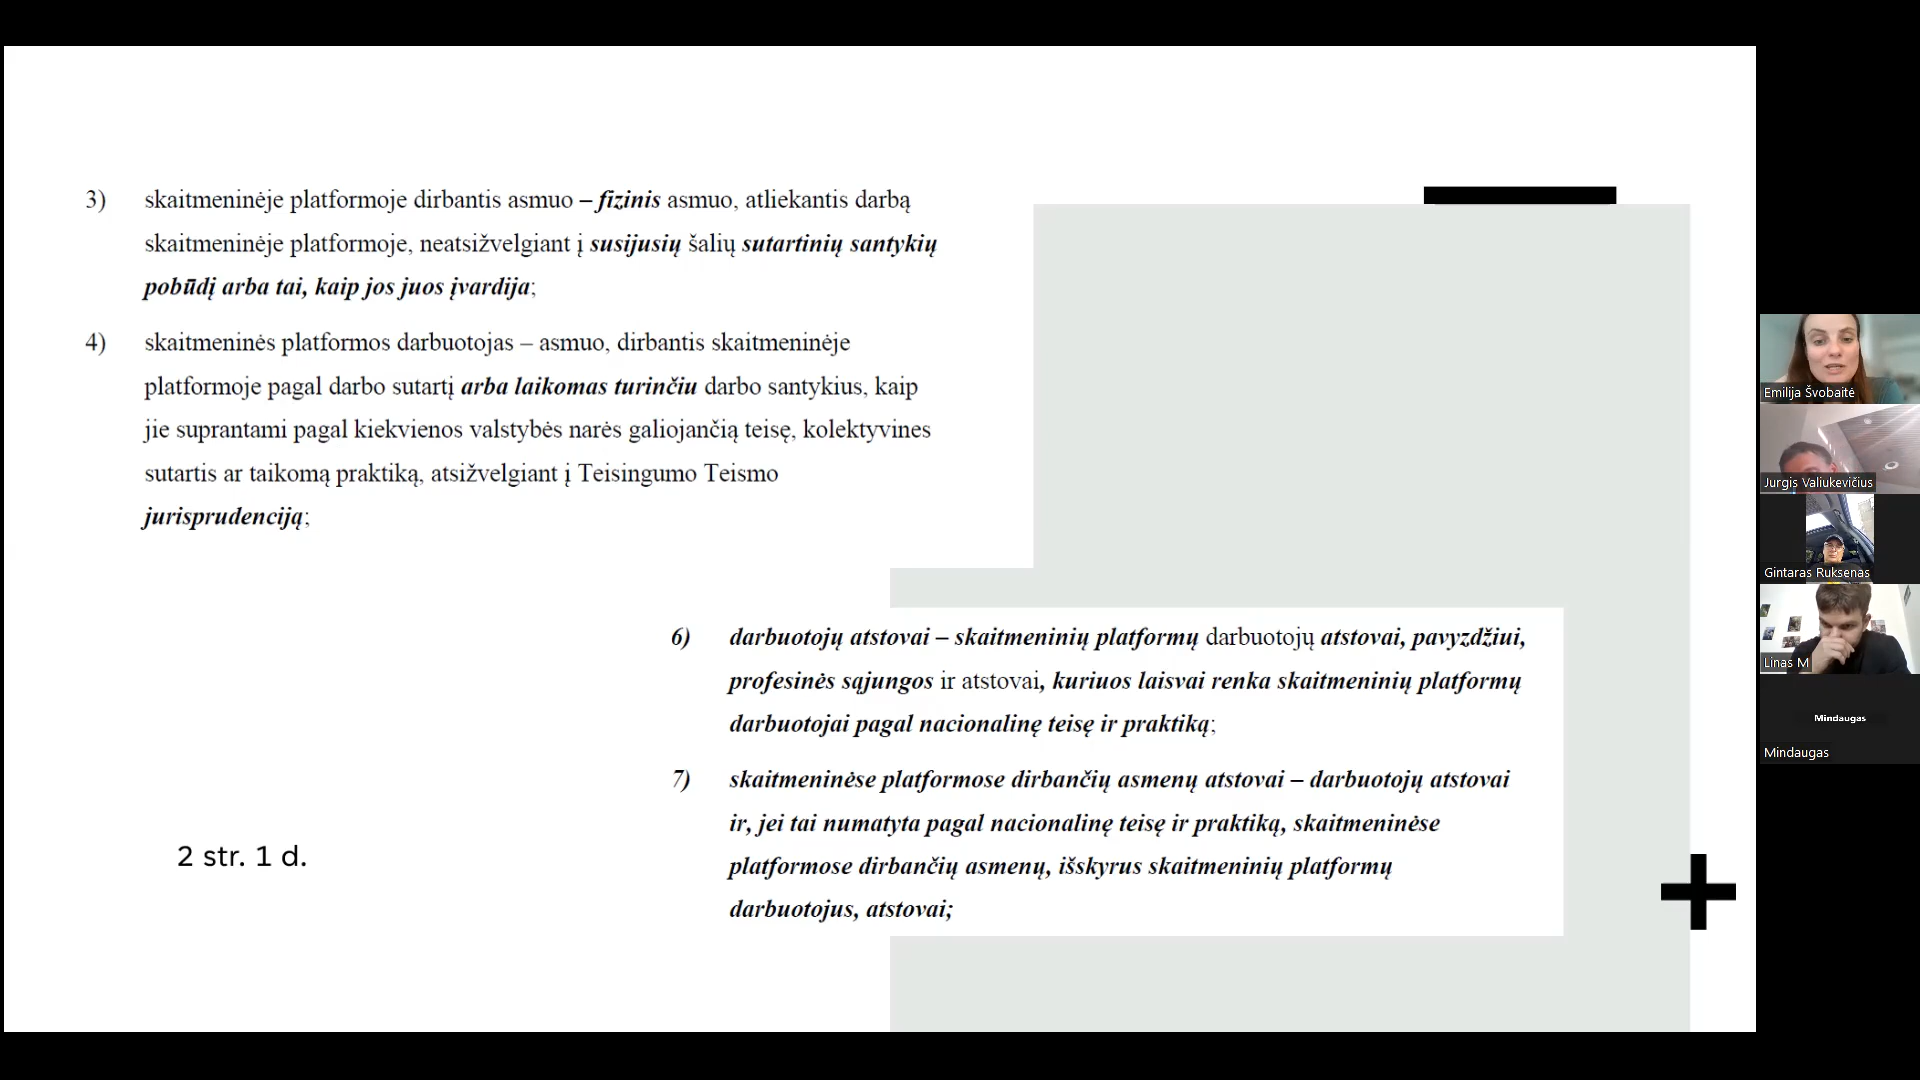 3) skaitmeninėje platformoje dirbantis asmuo – fizinis asmuo, atliekantis darbą
skaitmeninėje platformoje, neatsižvelgiant į susijusių šalių sutartinių santykių
pobūdį arba tai, kaip jos juos įvardija;
4) skaitmeninės platformos darbuotojas – asmuo, dirbantis skaitmeninėje
platformoje pagal darbo sutartį arba laikomas turinčiu darbo santykius, kaip
jie suprantami pagal kiekvienos valstybės narės galiojančią teisę, kolektyvines
sutartis ar taikomą praktiką, atsižvelgiant į Teisingumo Teismo
jurisprudenciją;
6) darbuotojų atstovai – skaitmeninių platformų darbuotojų atstovai, pavyzdžiui,
profesinės sąjungos ir atstovai, kuriuos laisvai renka skaitmeninių platformų
darbuotojai pagal nacionalinę teisę ir praktiką;
7) skaitmeninėse platformose dirbančių asmenų atstovai – darbuotojų atstovai
ir, jei tai numatyta pagal nacionalinę teisę ir praktiką, skaitmeninėse
platformose dirbančių asmenų, išskyrus skaitmeninių platformų
darbuotojus, atstovai;
2 str. 1 d.
Emilija Švobaitė
Jurgis Valiukevičius
Gintaras Ruksenas
Linas M
Mindaugas
Mindaugas